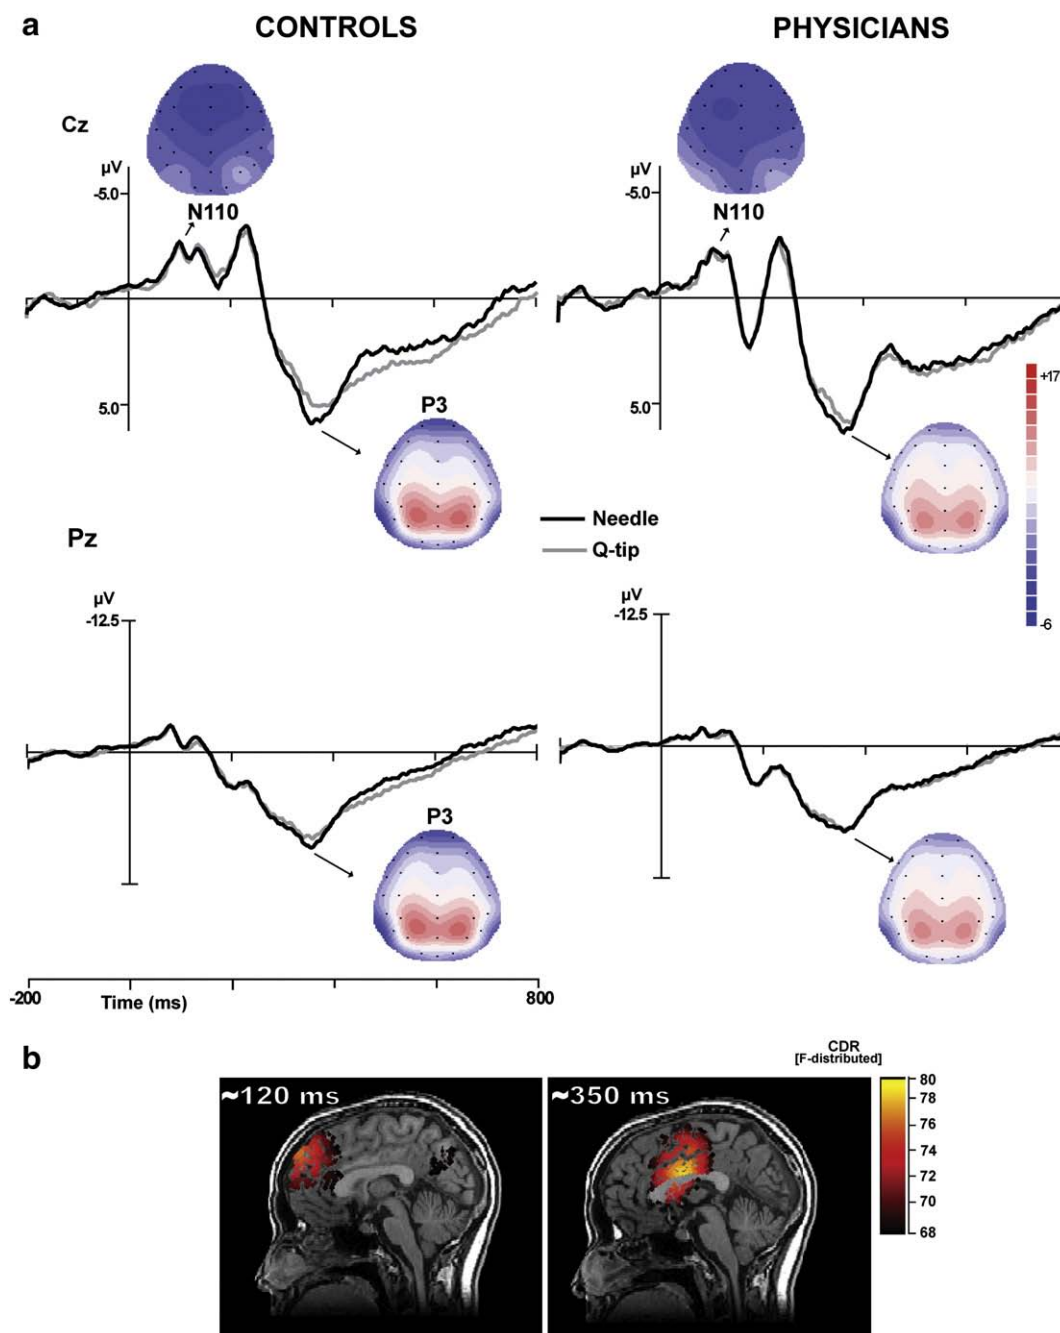 a
CONTROLS
PHYSICIANS
Cz
µV
-5.0
N110
5.0
P3
µV
-5.0
N110
5.0
+17
-6
Needle
Q-tip
Pz
µV
-12.5
P3
µV
-12.5
-200
Time (ms)
800
b
CDR
[F-distributed]
≈120 ms
≈350 ms
80
78
76
74
72
70
68